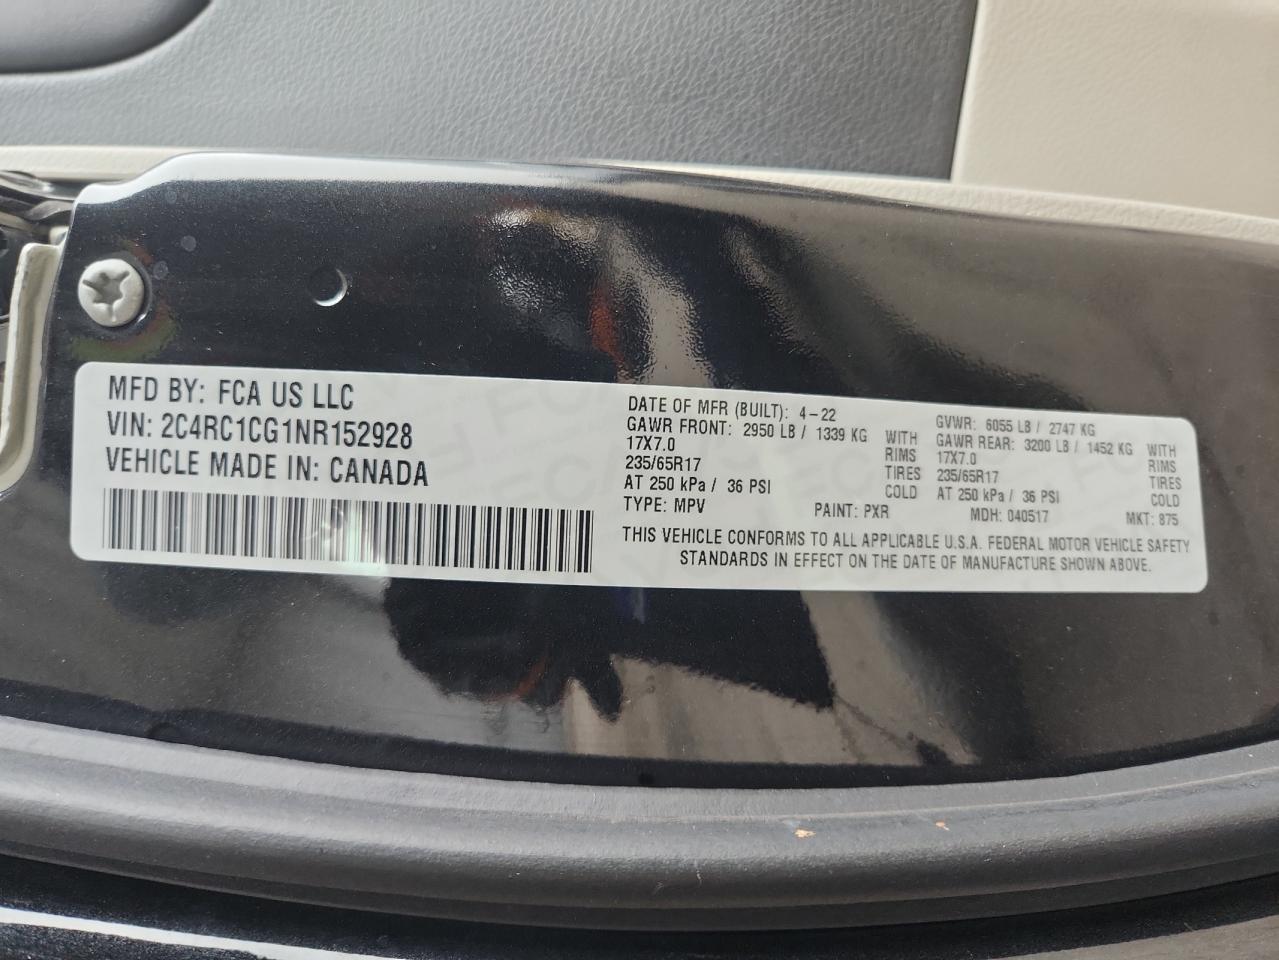 MFD BY: FCA US LLC
VIN: 2C4RC1CG1NR152928
VEHICLE MADE IN: CANADA
DATE OF MFR (BUILT): 4-22
GAWR FRONT: 2950 LB / 1339 KG WITH
17X7.0 RIMS
235/65R17 TIRES
AT 250 kPa / 36 PSI COLD
GVWR: 6055 LB / 2747 KG
GAWR REAR: 3200 LB / 1452 KG WITH
17X7.0 RIMS
235/65R17 TIRES
AT 250 kPa / 36 PSI COLD
TYPE: MPV PAINT: PXR MDH: 040517 MKT: 875
THIS VEHICLE CONFORMS TO ALL APPLICABLE U.S.A. FEDERAL MOTOR VEHICLE SAFETY
STANDARDS IN EFFECT ON THE DATE OF MANUFACTURE SHOWN ABOVE.